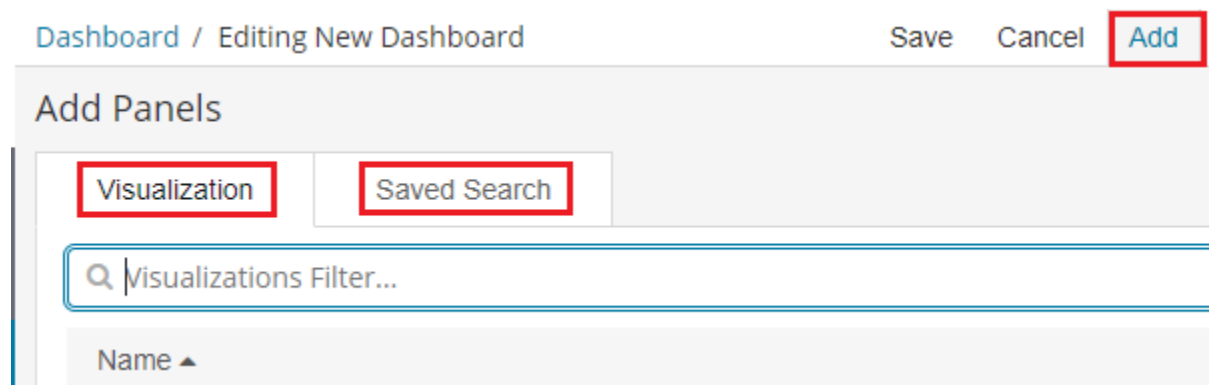 Dashboard / Editing New Dashboard Save Cancel Add
Add Panels
Visualization Saved Search
Visualizations Filter...
Name